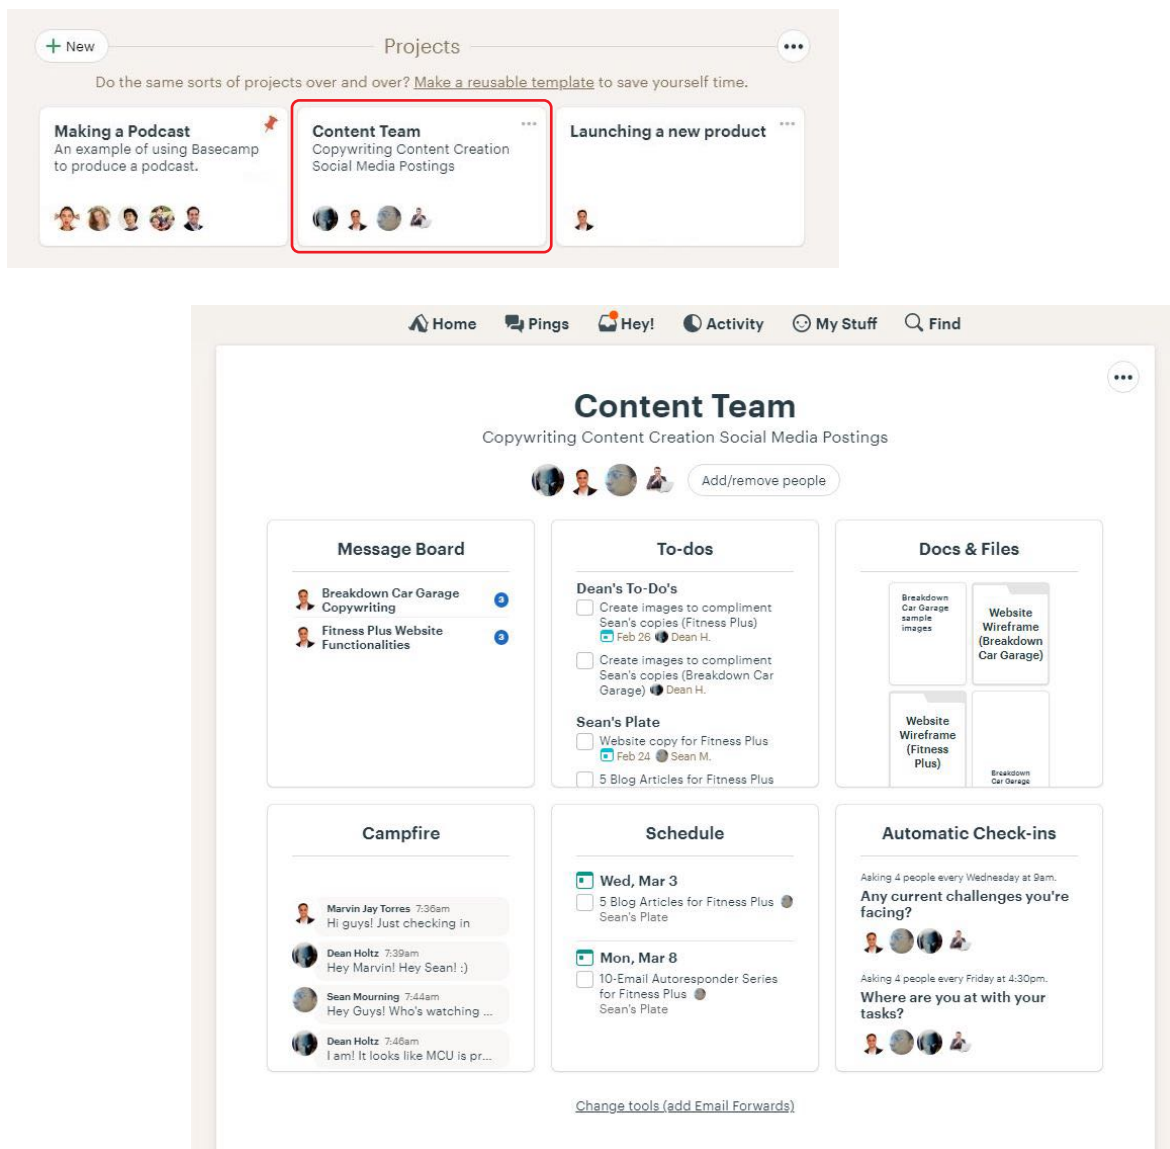 + New
Projects
Do the same sorts of projects over and over? Make a reusable template to save yourself time.
Making a Podcast
An example of using Basecamp
to produce a podcast.
Content Team
Copywriting Content Creation
Social Media Postings
Launching a new product
Home Pings Hey! Activity My Stuff Find
Content Team
Copywriting Content Creation Social Media Postings
Add/remove people
Message Board
Breakdown Car Garage
Copywriting
3
Fitness Plus Website
Functionalities
3
To-dos
Dean's To-Do's
Create images to compliment
Sean's copies (Fitness Plus)
Feb 26 Dean H.
Create images to compliment
Sean's copies (Breakdown Car
Garage) Dean H.
Sean's Plate
Website copy for Fitness Plus
Feb 24 Sean M.
5 Blog Articles for Fitness Plus
Docs & Files
Breakdown
Car Garage
sample
images
Website
Wireframe
(Breakdown
Car Garage)
Website
Wireframe
(Fitness
Plus)
Breakdown
Car Garage
Campfire
Marvin Jay Torres 7:36am
Hi guys! Just checking in
Dean Holtz 7:39am
Hey Marvin! Hey Sean! :)
Sean Mourning 7:44am
Hey Guys! Who's watching ...
Dean Holtz 7:46am
I am! It looks like MCU is pr...
Schedule
Wed, Mar 3
5 Blog Articles for Fitness Plus
Sean's Plate
Mon, Mar 8
10-Email Autoresponder Series
for Fitness Plus
Sean's Plate
Automatic Check-ins
Asking 4 people every Wednesday at 9am.
Any current challenges you're
facing?
Asking 4 people every Friday at 4:30pm.
Where are you at with your
tasks?
Change tools (add Email Forwards)